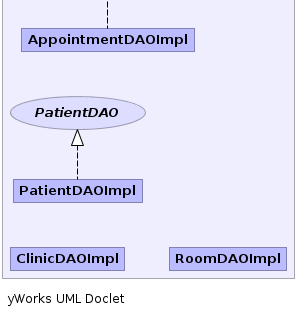 AppointmentDAOImpl
PatientDAO
PatientDAOImpl
ClinicDAOImpl RoomDAOImpl
yWorks UML Doclet